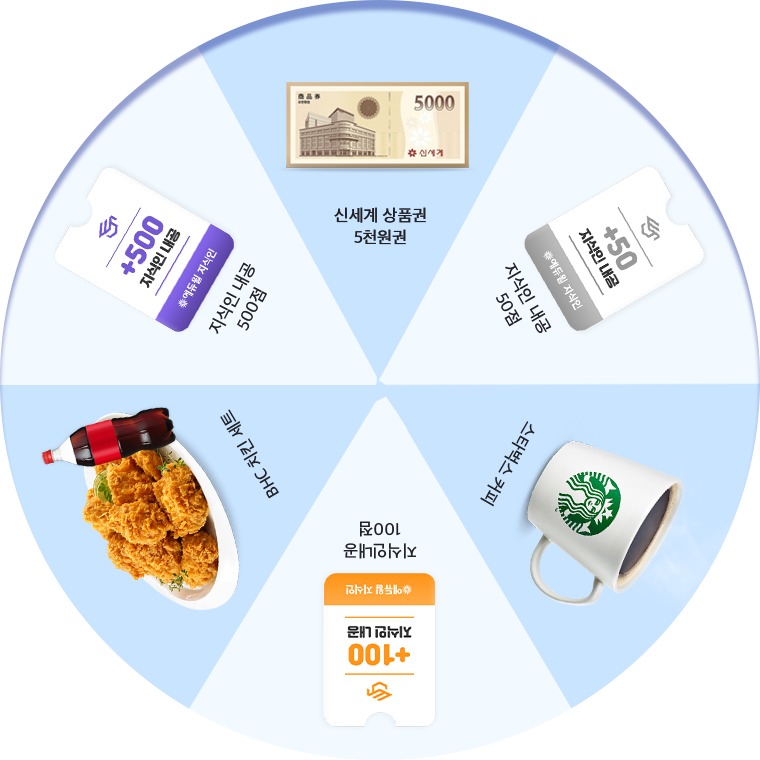 商品券
5000
신세계
신세계 상품권
5천원권
+50
지식인 내공
에듀윌 지식인
지식인 내공
50점
스타벅스 커피
지식인내공
100점
에듀윌 지식인
지식인 내공
+100
BHC 치킨 세트
+500
지식인 내공
에듀윌 지식인
지식인 내공
500점